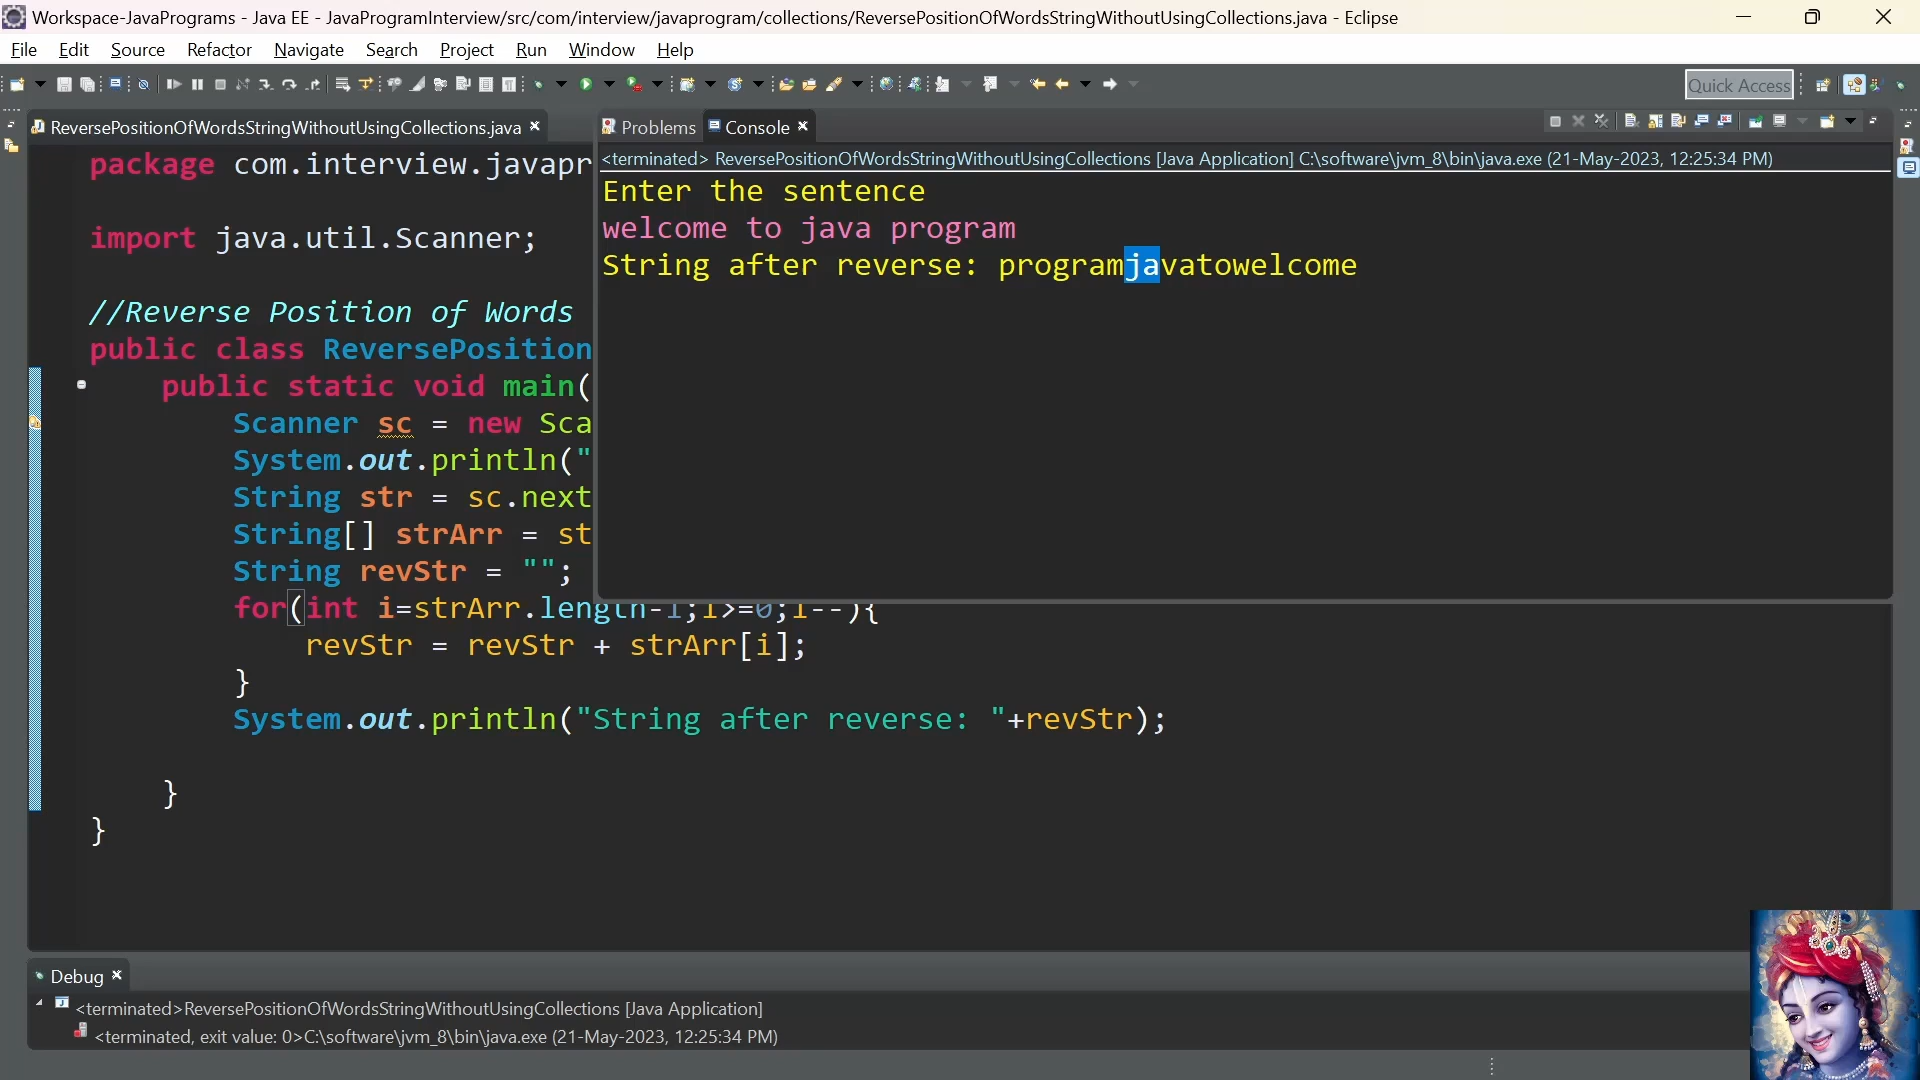 Workspace-JavaPrograms - Java EE - JavaProgramInterview/src/com/interview/javaprogram/collections/ReversePositionOfWordsStringWithoutUsingCollections.java - Eclipse
File Edit Source Refactor Navigate Search Project Run Window Help
Quick Access
ReversePositionOfWordsStringWithoutUsingCollections.java
package com.interview.javapr
import java.util.Scanner;
//Reverse Position of Words
public class ReversePosition
public static void main(
Scanner sc = new Sca
System.out.println("
String str = sc.next
String[] strArr = st
String revStr = "";
for(int i=strArr.length-1;i>=0;i--){
revStr = revStr + strArr[i];
}
System.out.println("String after reverse: "+revStr);
}
}
Problems Console
<terminated> ReversePositionOfWordsStringWithoutUsingCollections [Java Application] C:\software\jvm_8\bin\java.exe (21-May-2023, 12:25:34 PM)
Enter the sentence
welcome to java program
String after reverse: programjavatowelcome
Debug
<terminated>ReversePositionOfWordsStringWithoutUsingCollections [Java Application]
<terminated, exit value: 0>C:\software\jvm_8\bin\java.exe (21-May-2023, 12:25:34 PM)